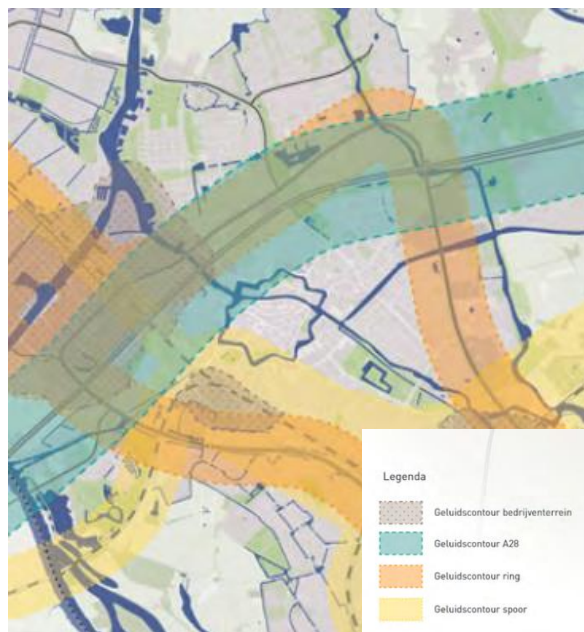 Legenda
Geluidscontour bedrijventerrein
Geluidscontour A28
Geluidscontour ring
Geluidscontour spoor